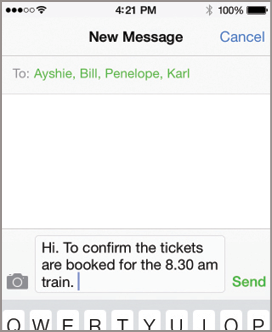 4:21 PM 100%
New Message Cancel
To: Ayshie, Bill, Penelope, Karl
Hi. To confirm the tickets
are booked for the 8.30 am
train.
Send
Q W E R T Y U I O P